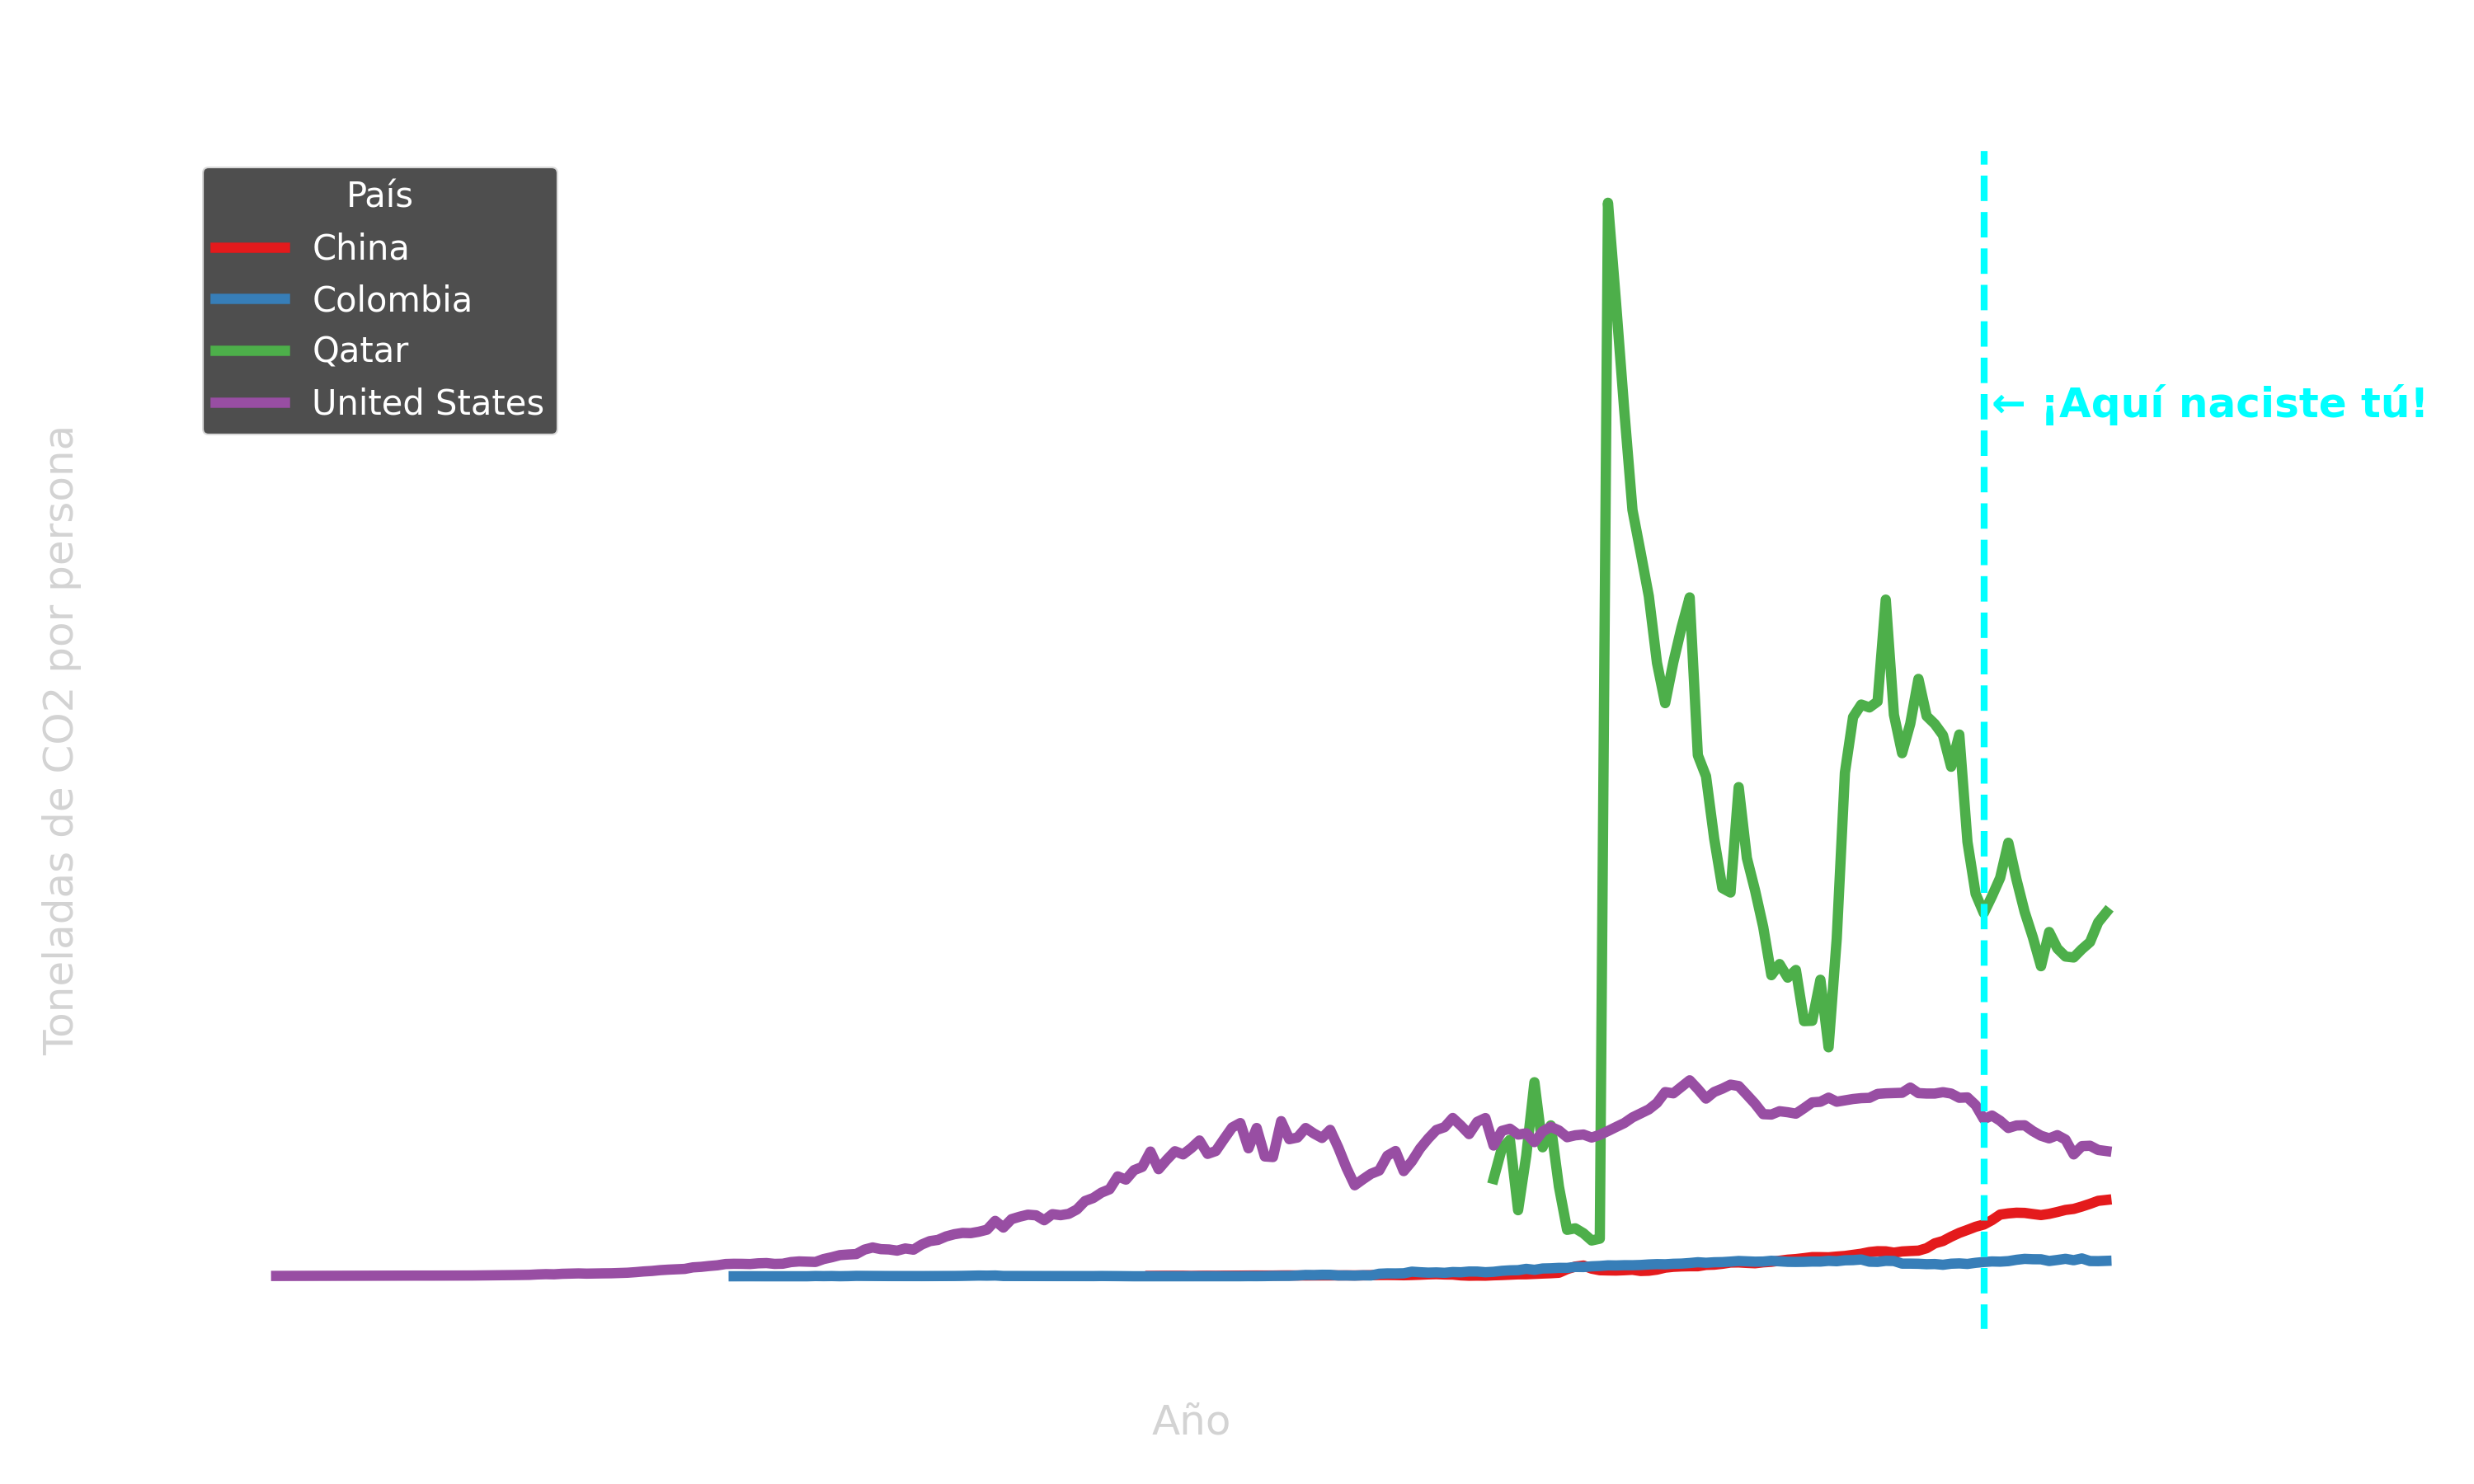 País
China
Colombia
Qatar
United States
← ¡Aquí naciste tú!
Toneladas de CO2 por persona
Año